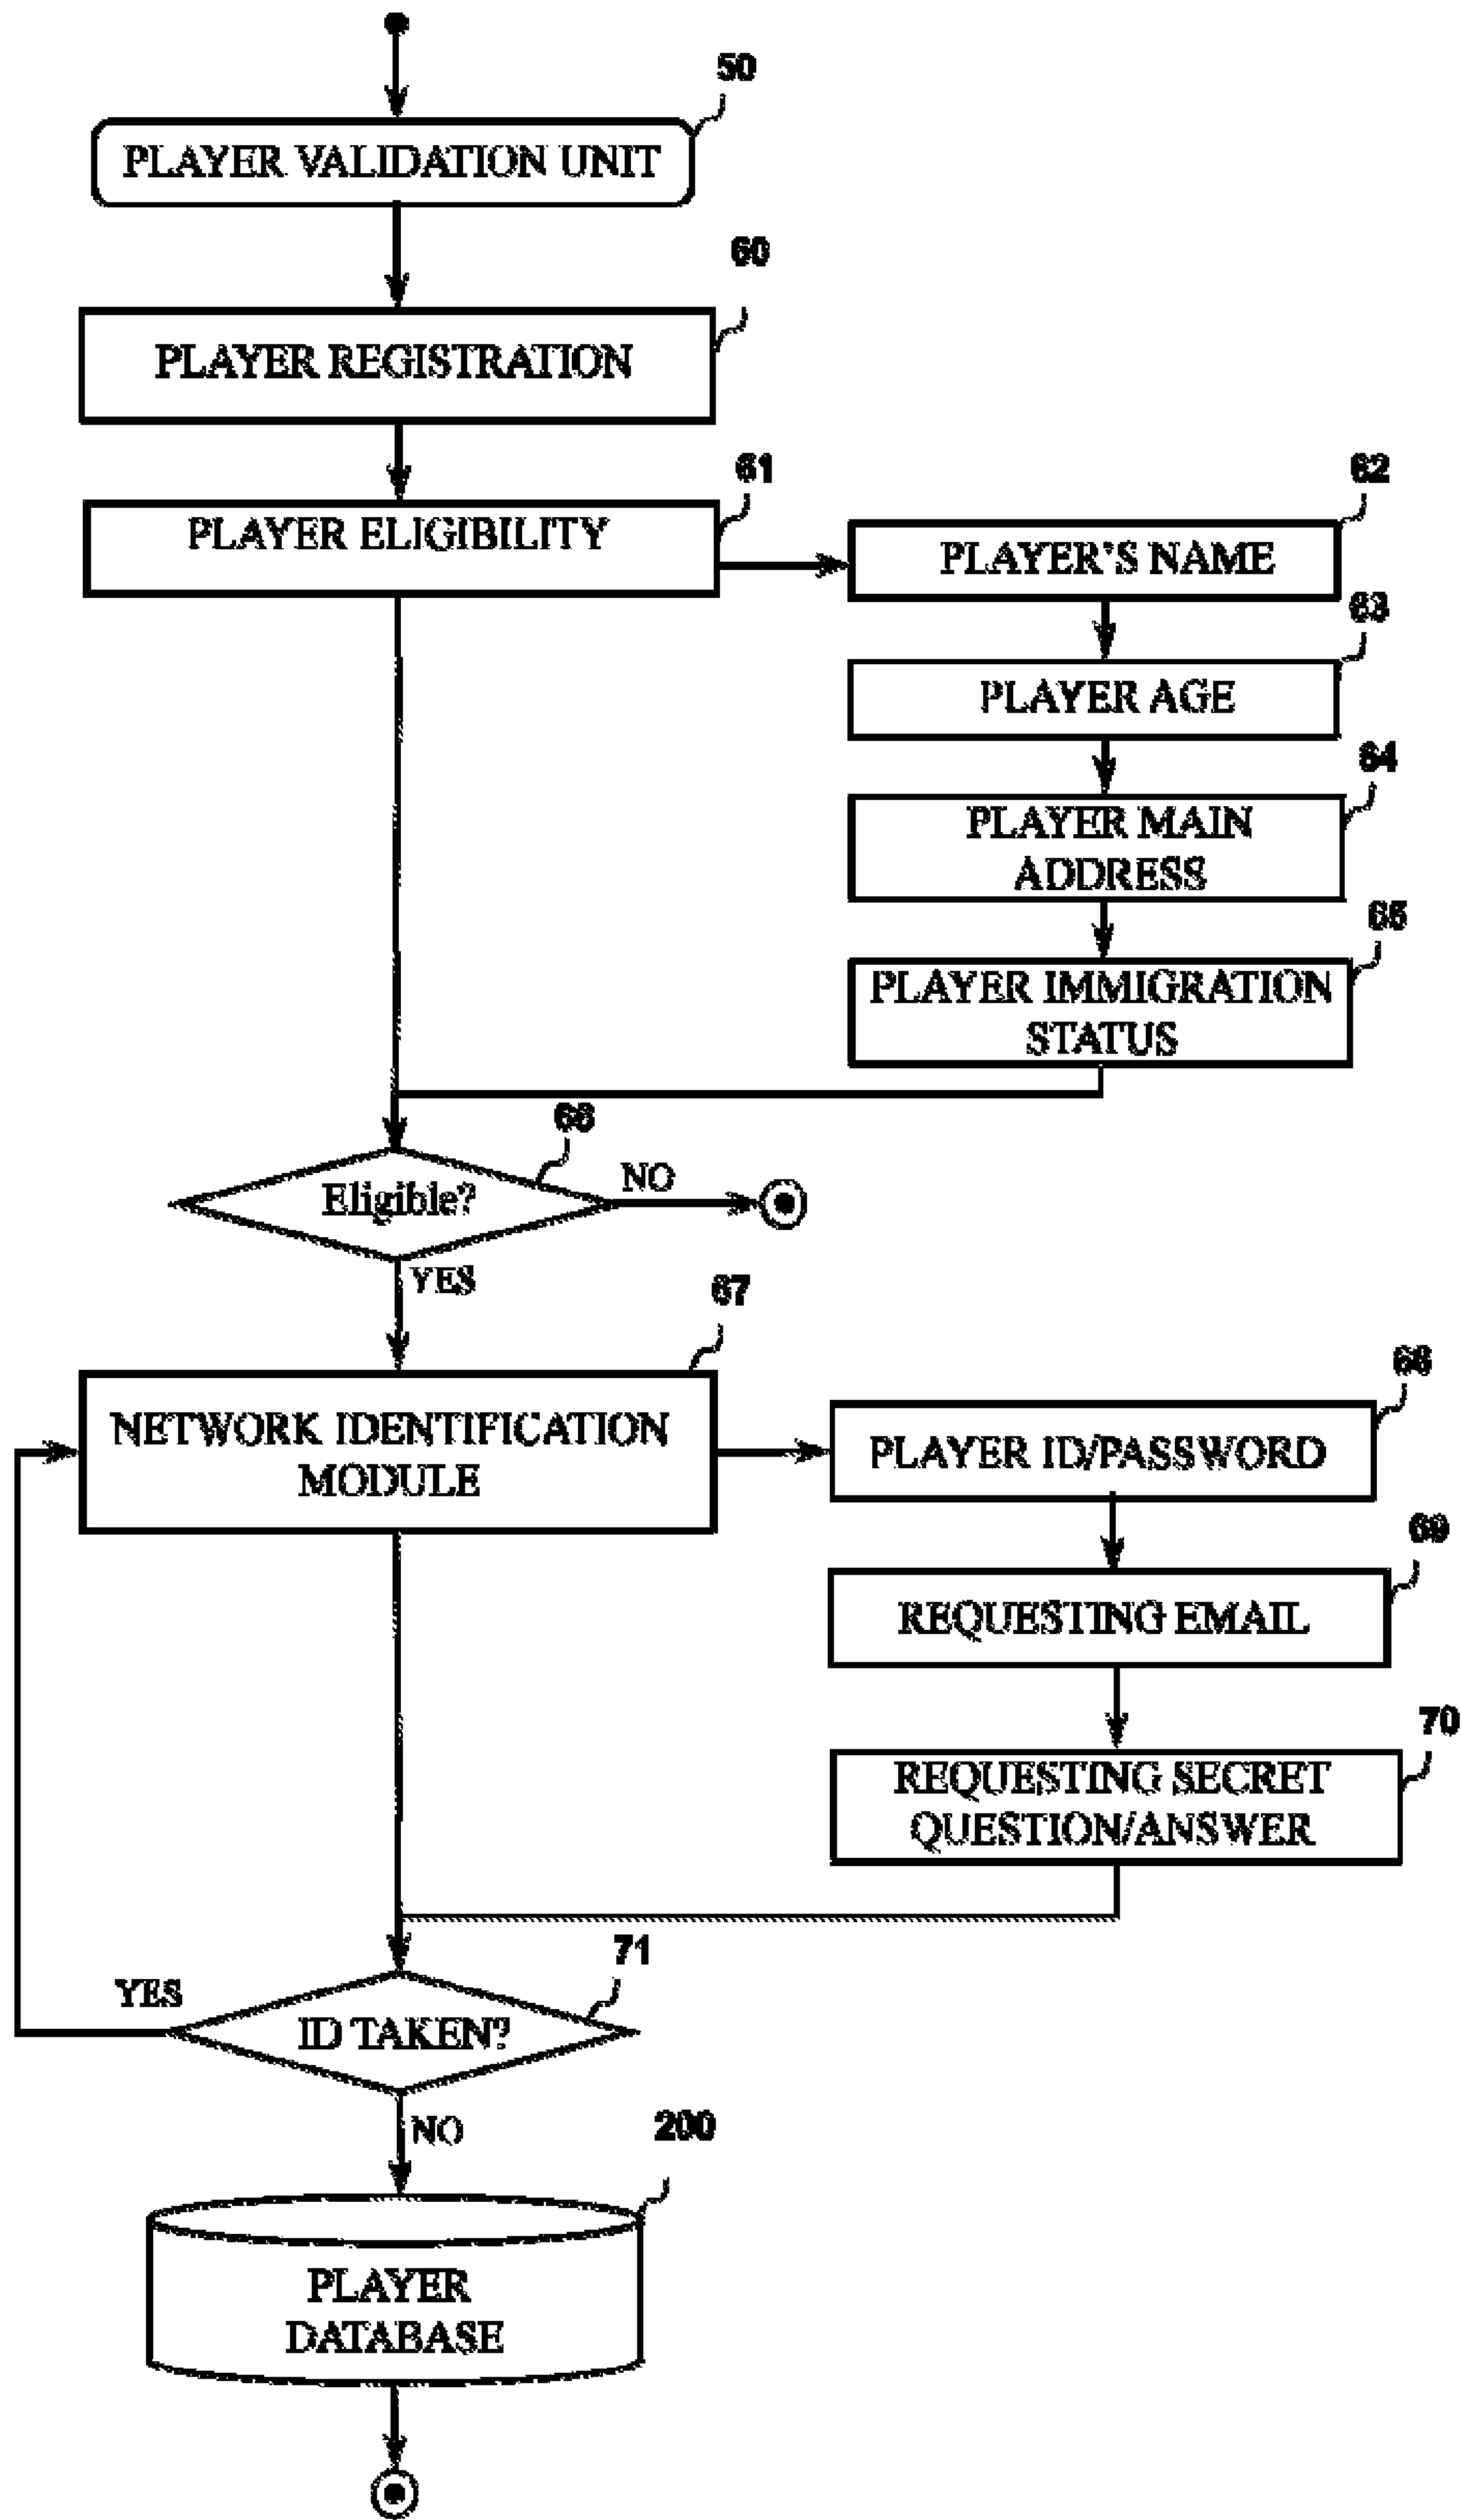 50
PLAYER VALIDATION UNIT
60
PLAYER REGISTRATION
61
PLAYER ELIGIBILITY
62
PLAYER'S NAME
63
PLAYER AGE
64
PLAYER MAIN
ADDRESS
65
PLAYER IMMIGRATION
STATUS
66
Eligible?
NO
YES
67
NETWORK IDENTIFICATION
MODULE
68
PLAYER ID/PASSWORD
69
REQUESTING EMAIL
70
REQUESTING SECRET
QUESTION/ANSWER
71
YES
ID TAKEN?
NO
200
PLAYER
DATABASE